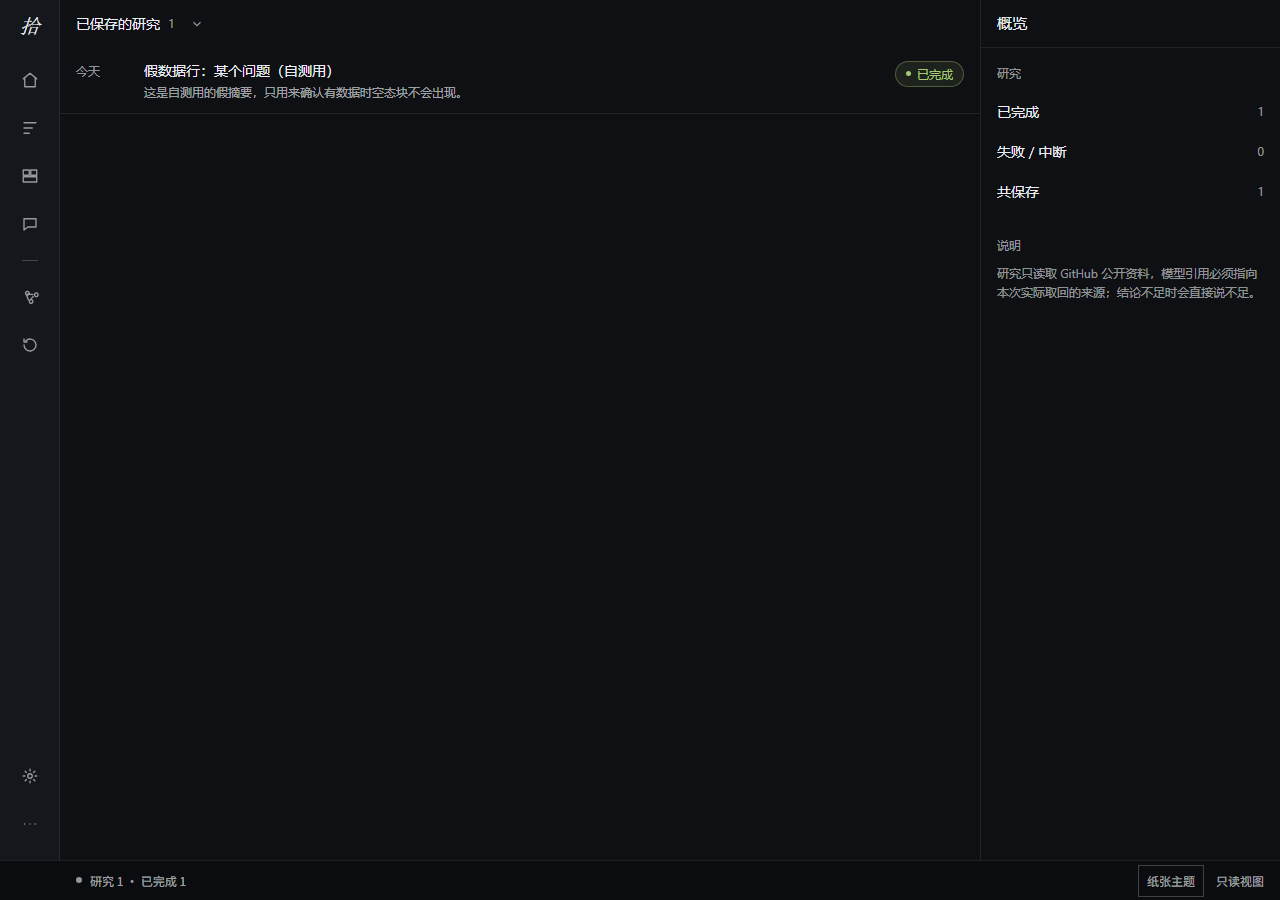 拾
已保存的研究 1
今天
假数据行：某个问题（自测用）
这是自测用的假摘要，只用来确认有数据时空态块不会出现。
已完成
概览
研究
已完成 1
失败 / 中断 0
共保存 1
说明
研究只读取 GitHub 公开资料，模型引用必须指向
本次实际取回的来源；结论不足时会直接说不足。
研究 1 · 已完成 1
纸张主题
只读视图